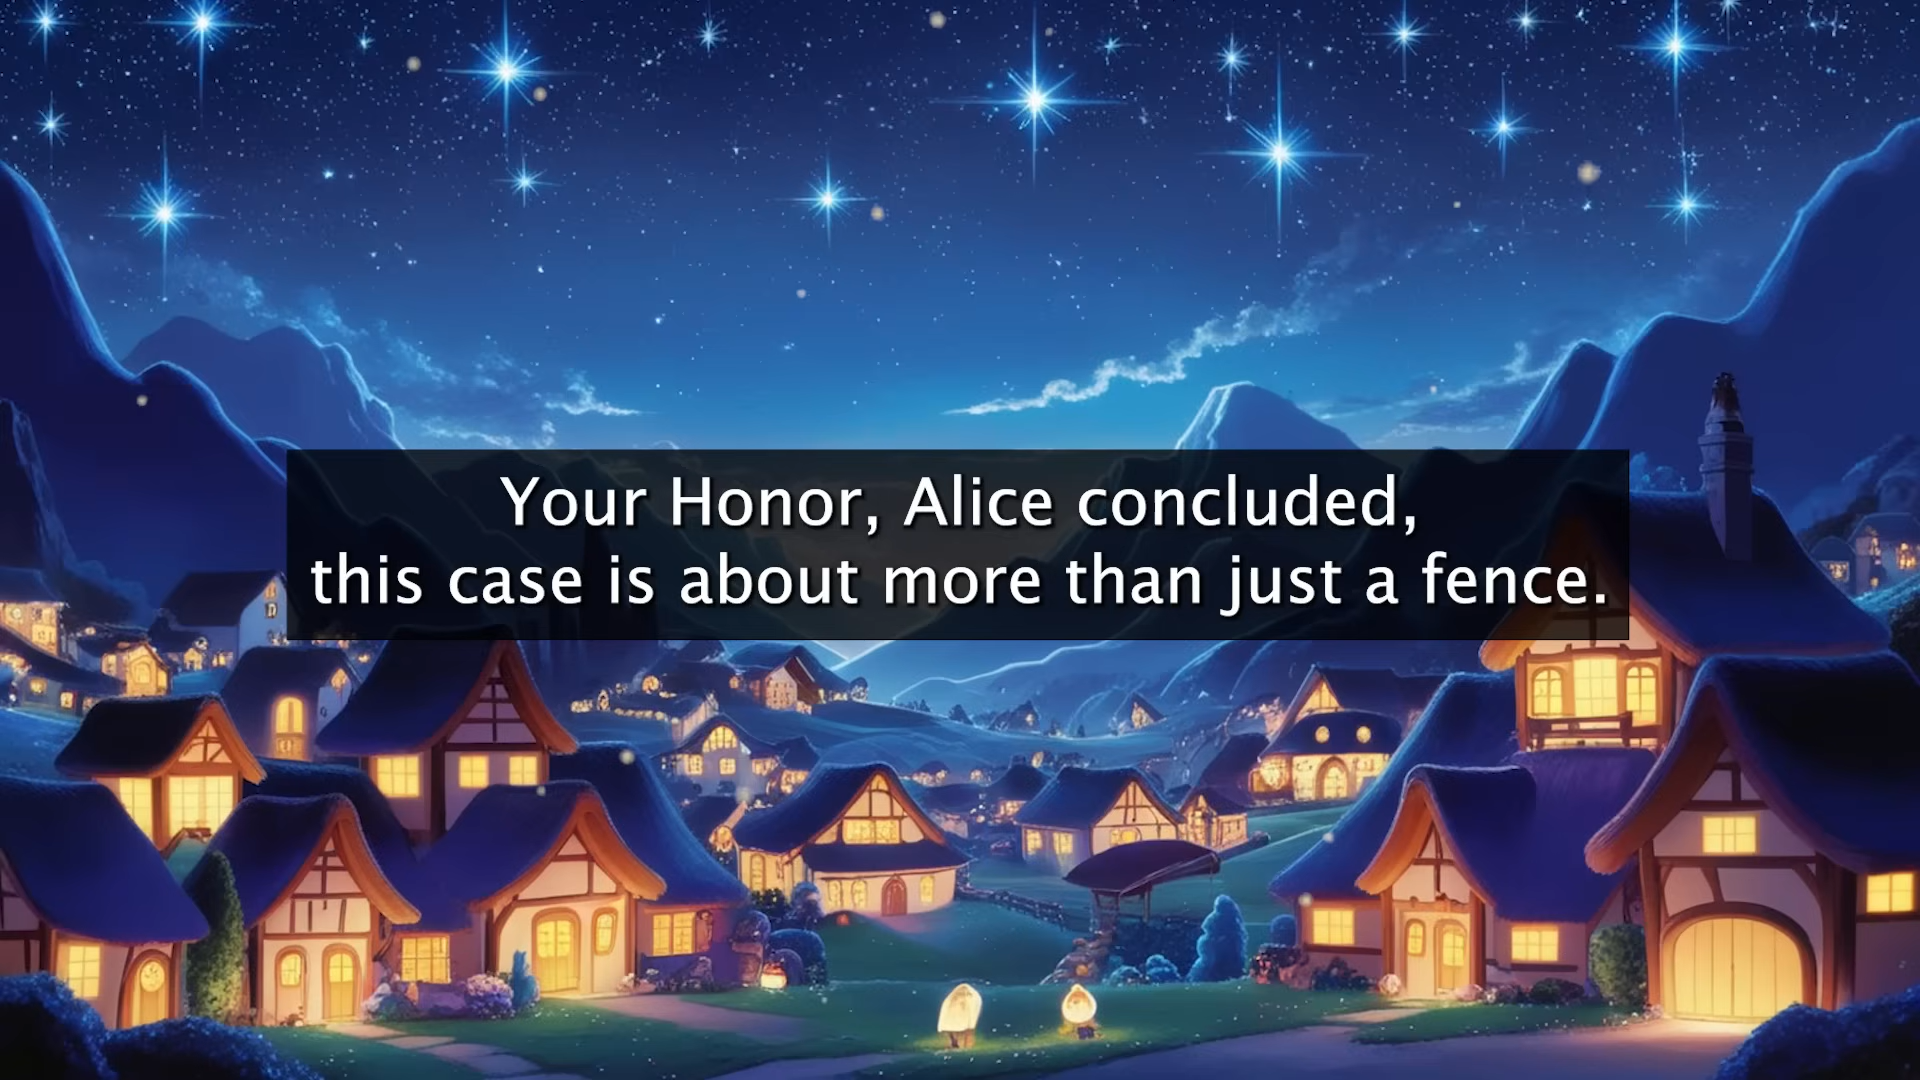 Your Honor, Alice concluded,
this case is about more than just a fence.